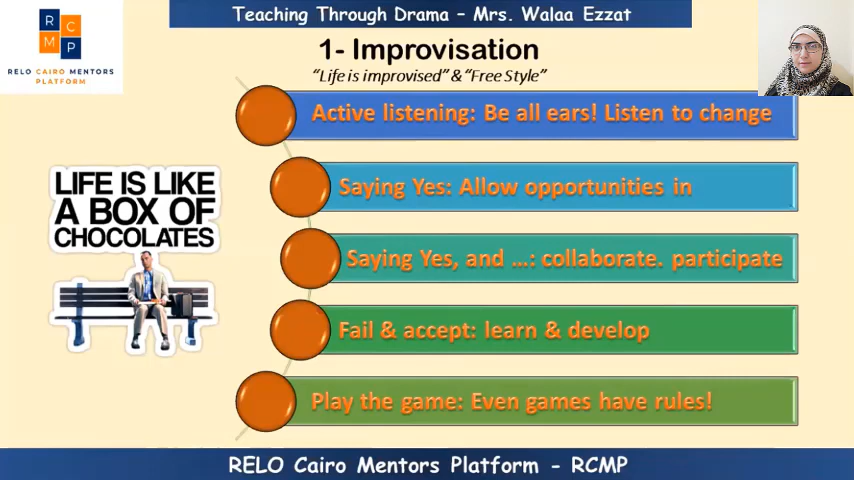 Teaching Through Drama – Mrs. Walaa Ezzat
R C
M P
RELO CAIRO MENTORS
PLATFORM
1- Improvisation
“Life is improvised” & “Free Style”
Active listening: Be all ears! Listen to change
Saying Yes: Allow opportunities in
LIFE IS LIKE
A BOX OF
CHOCOLATES
Saying Yes, and ...: collaborate. participate
Fail & accept: learn & develop
Play the game: Even games have rules!
RELO Cairo Mentors Platform - RCMP